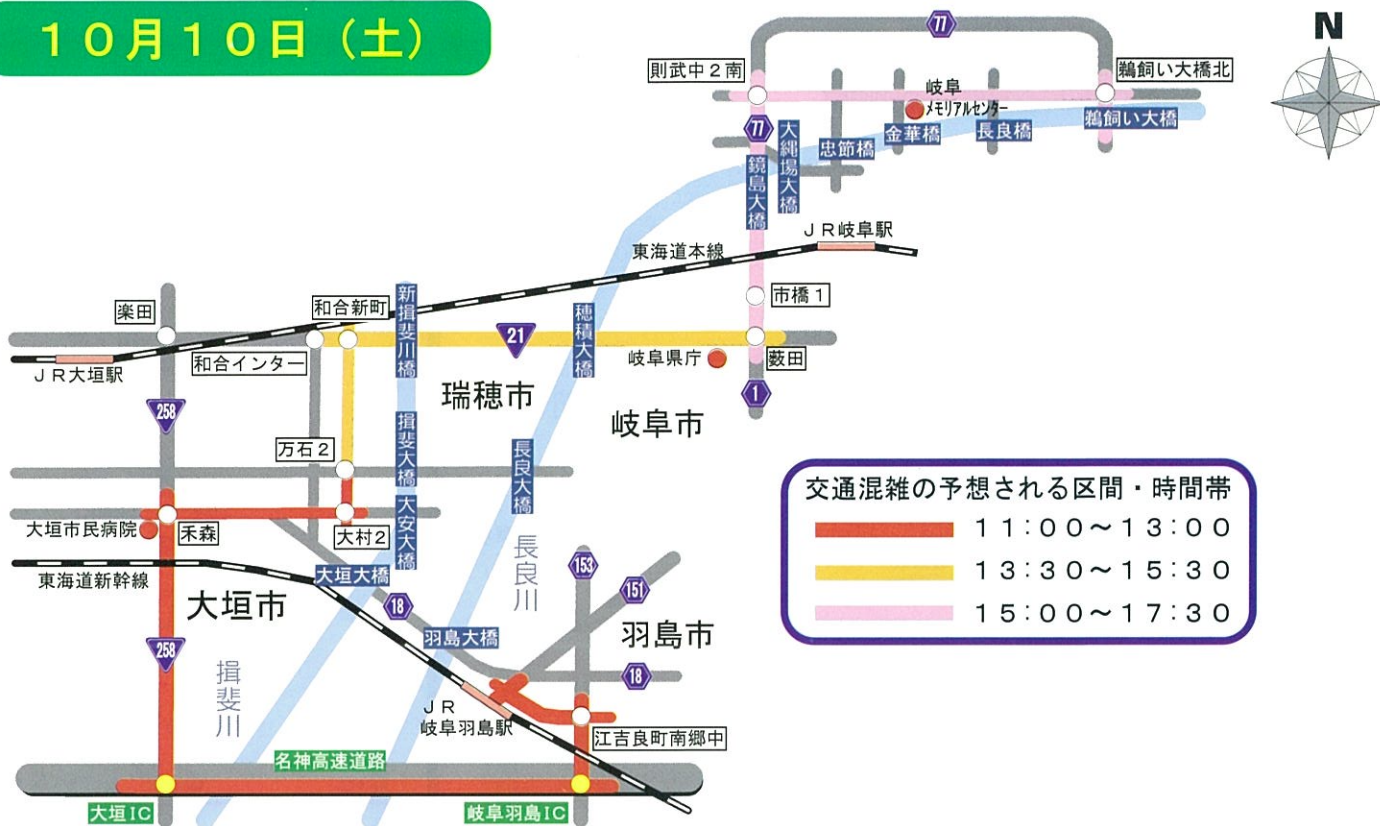 10月10日（土）
N
77
則武中2南
鵜飼い大橋北
岐阜
メモリアルセンター
77
大縄場大橋
忠節橋
金華橋
長良橋
鵜飼い大橋
鏡島大橋
JR岐阜駅
東海道本線
市橋1
楽田
和合新町
新揖斐川橋
穂積大橋
21
和合インター
JR大垣駅
岐阜県庁
薮田
瑞穂市
258
1
岐阜市
揖斐大橋
長良大橋
万石2
交通混雑の予想される区間・時間帯
11:00～13:00
13:30～15:30
15:00～17:30
大垣市民病院
禾森
大村2
大安大橋
長良川
東海道新幹線
大垣大橋
153
151
大垣市
18
羽島大橋
羽島市
258
18
揖斐川
JR
岐阜羽島駅
江吉良町南郷中
名神高速道路
大垣IC
岐阜羽島IC